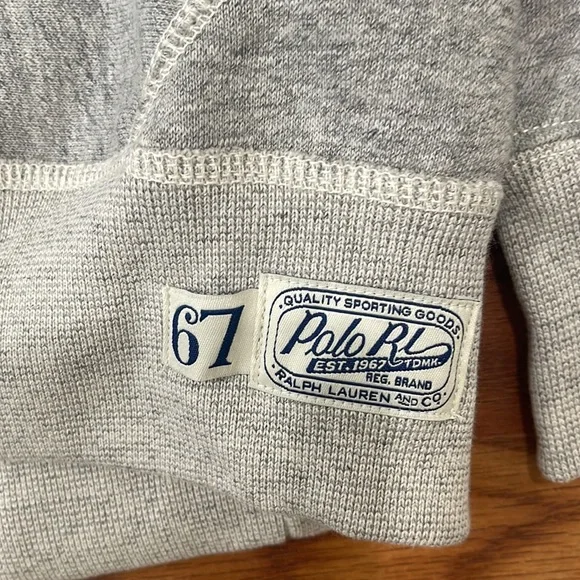 67
QUALITY SPORTING GOODS.
Polo RL
EST. 1967 TDMK.
REG. BRAND
RALPH LAUREN AND CO.